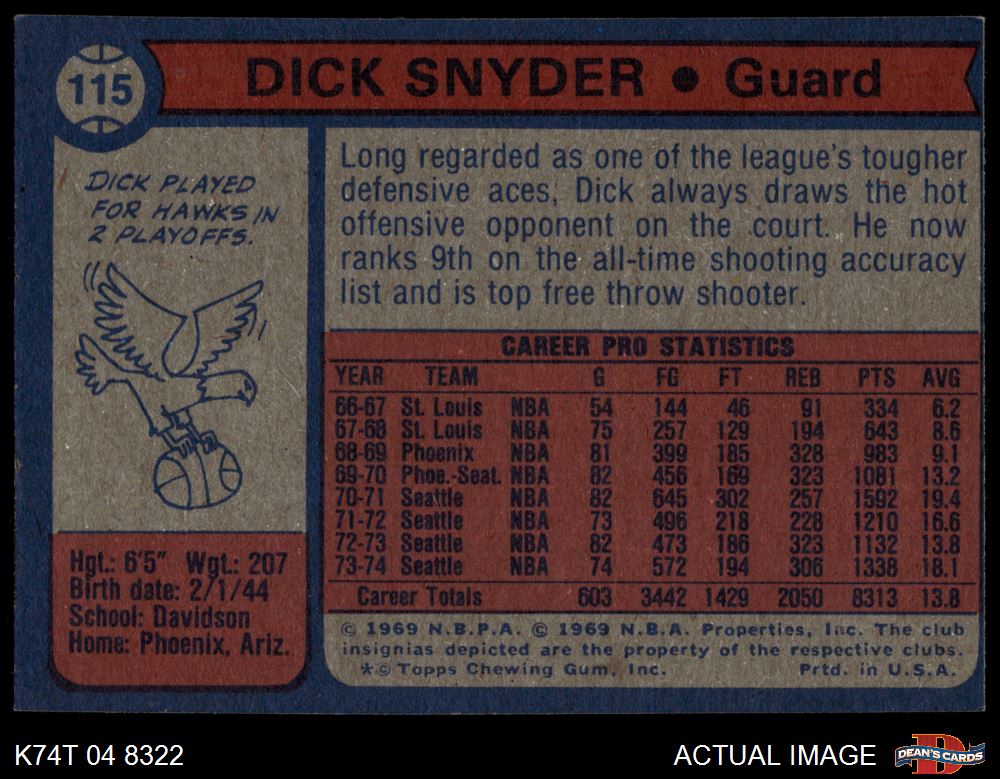 115
DICK SNYDER ● Guard
DICK PLAYED
FOR HAWKS IN
2 PLAYOFFS.
Hgt.: 6'5" Wgt.: 207
Birth date: 2/1/44
School: Davidson
Home: Phoenix, Ariz.
Long regarded as one of the league's tougher
defensive aces, Dick always draws the hot
offensive opponent on the court. He now
ranks 9th on the all-time shooting accuracy
list and is top free throw shooter.
CAREER PRO STATISTICS
YEAR TEAM G FG FT REB PTS AVG
66-67 St. Louis NBA 54 144 46 91 334 6.2
67-68 St. Louis NBA 75 257 129 194 643 8.6
68-69 Phoenix NBA 81 399 185 328 983 9.1
69-70 Phoe.-Seat. NBA 82 456 169 323 1081 13.2
70-71 Seattle NBA 82 645 302 257 1592 19.4
71-72 Seattle NBA 73 496 218 228 1210 16.6
72-73 Seattle NBA 82 473 186 323 1132 13.8
73-74 Seattle NBA 74 572 194 306 1338 18.1
Career Totals 603 3442 1429 2050 8313 13.8
© 1969 N.B.P.A. © 1969 N.B.A. Properties, Inc. The club
insignias depicted are the property of the respective clubs.
*© Topps Chewing Gum, Inc. Prtd. in U.S.A.
K74T 04 8322
ACTUAL IMAGE
D
DEAN'S CARDS